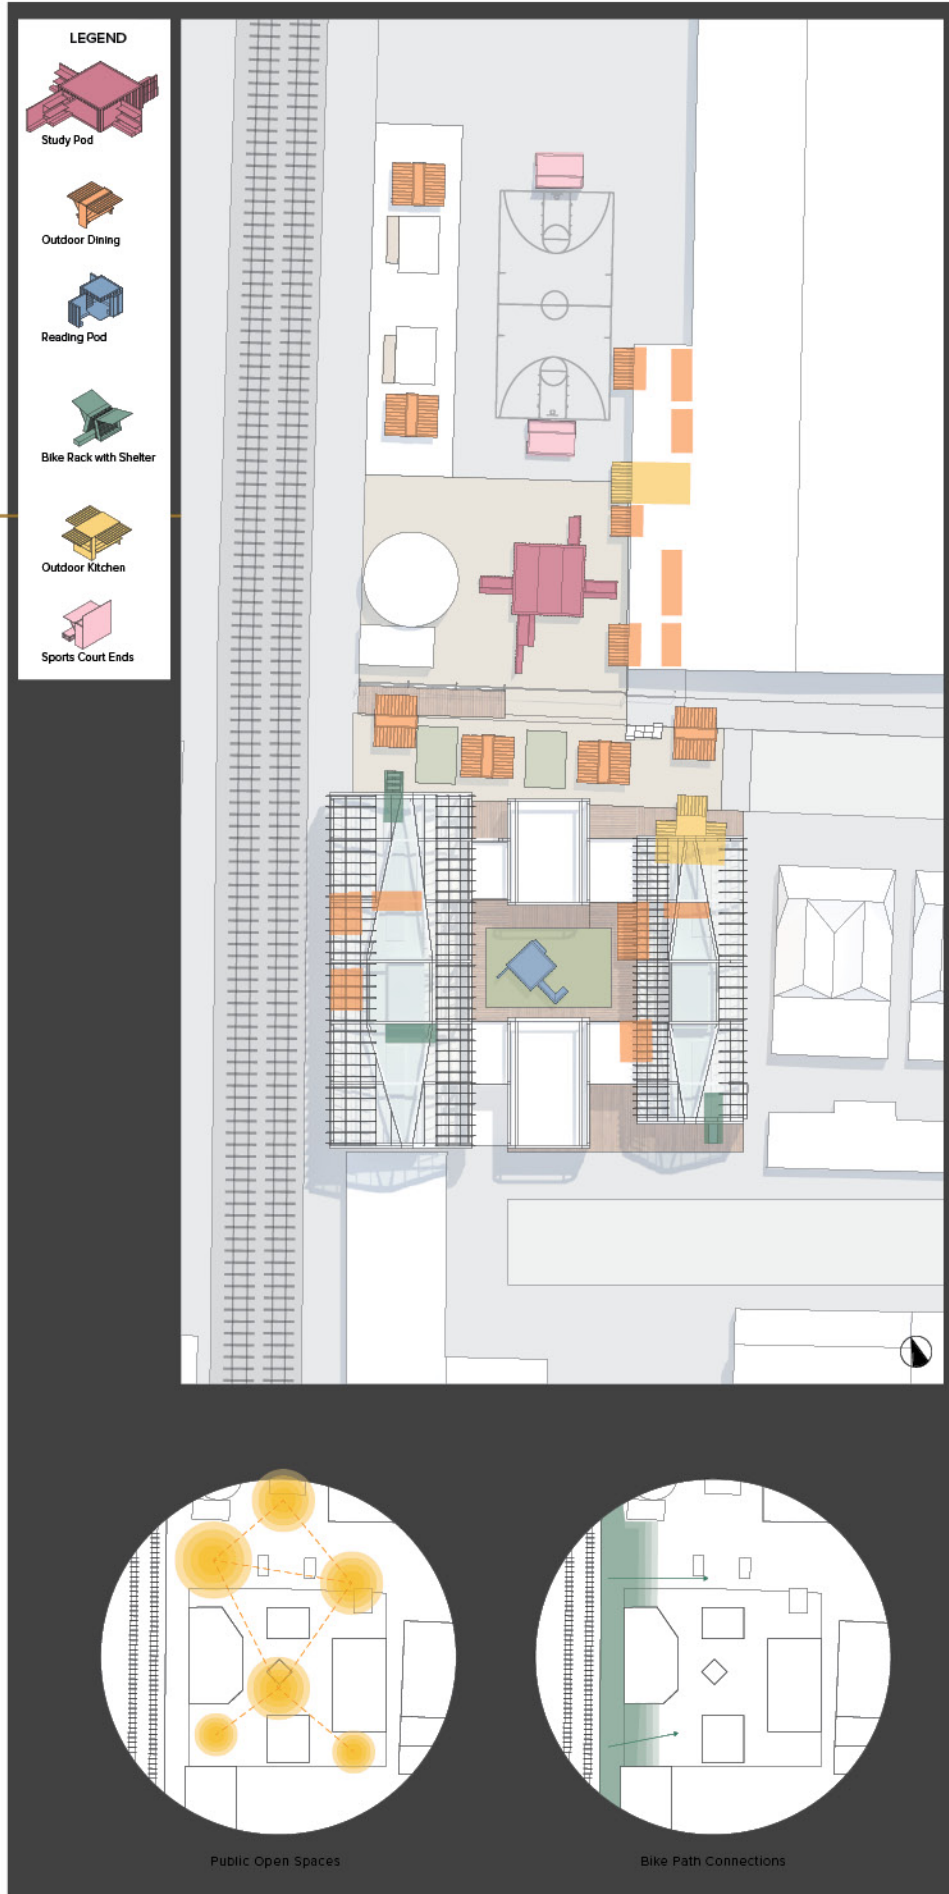 LEGEND
Study Pod
Outdoor Dining
Reading Pod
Bike Rack with Shelter
Outdoor Kitchen
Sports Court Ends
Public Open Spaces
Bike Path Connections